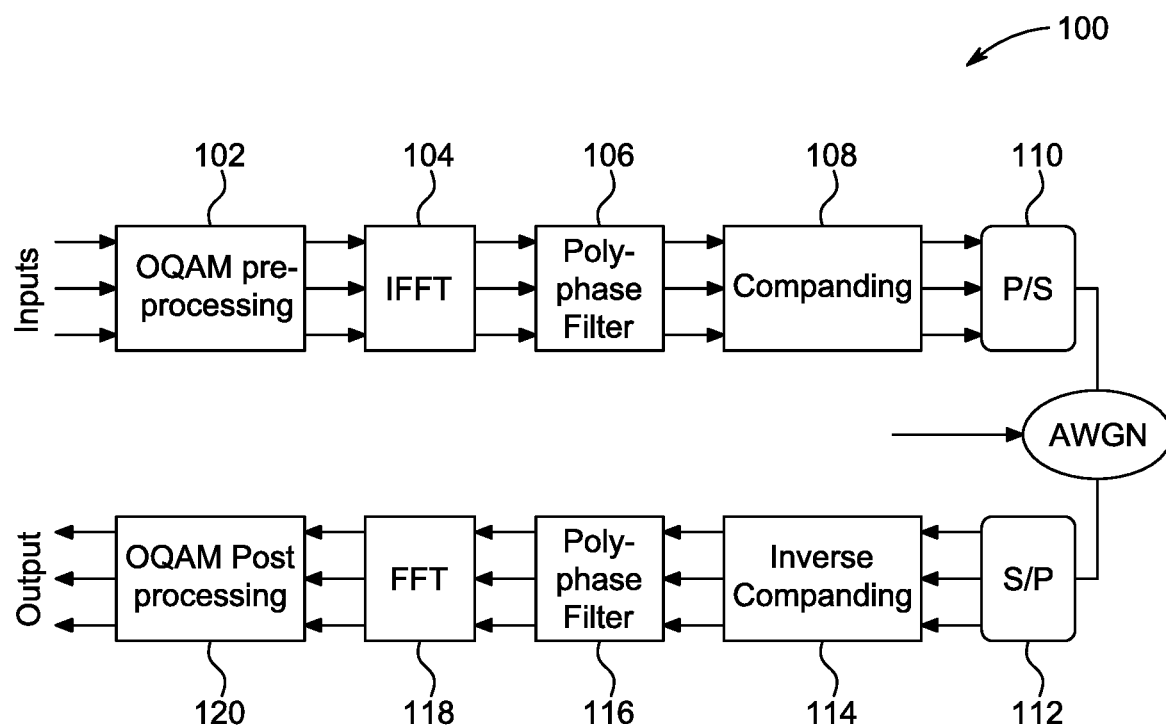 100
102
104
106
108
110
Inputs
OQAM pre-
processing
IFFT
Poly-
phase
Filter
Companding
P/S
AWGN
Output
OQAM Post
processing
FFT
Poly-
phase
Filter
Inverse
Companding
S/P
120
118
116
114
112